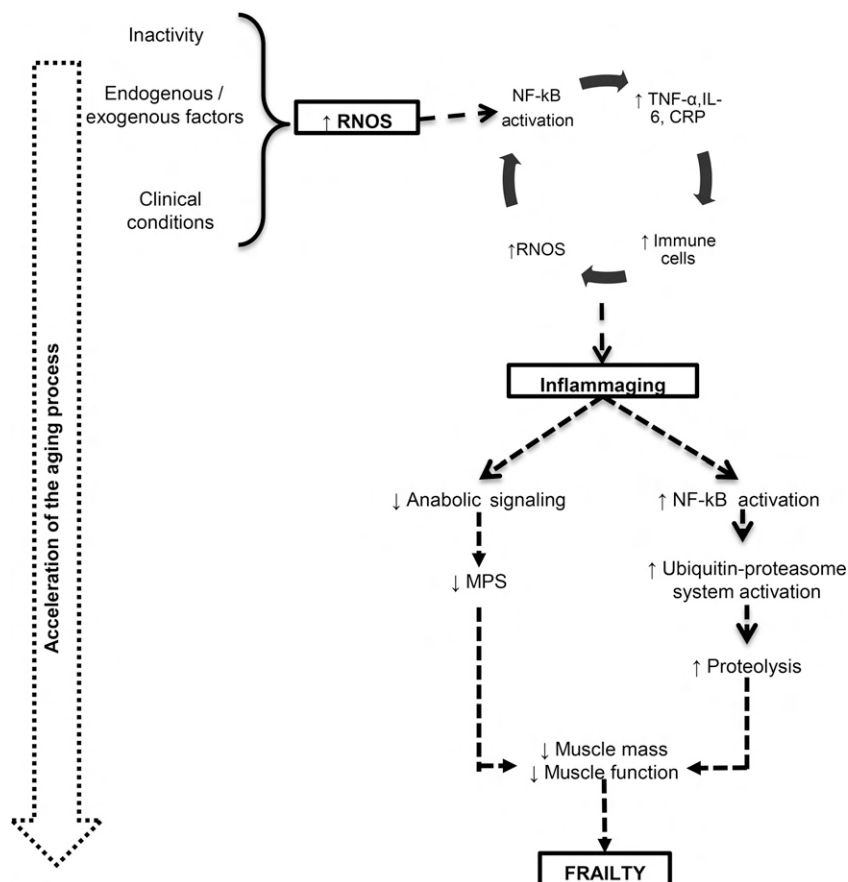 Inactivity
Endogenous /
exogenous factors
Clinical
conditions
↑ RNOS
NF-kB
activation
↑ TNF-α,IL-
6, CRP
↑ Immune
cells
↑RNOS
Inflammaging
↓ Anabolic signaling
↓ MPS
↑ NF-kB activation
↑ Ubiquitin-proteasome
system activation
↑ Proteolysis
↓ Muscle mass
↓ Muscle function
FRAILTY
Acceleration of the aging process